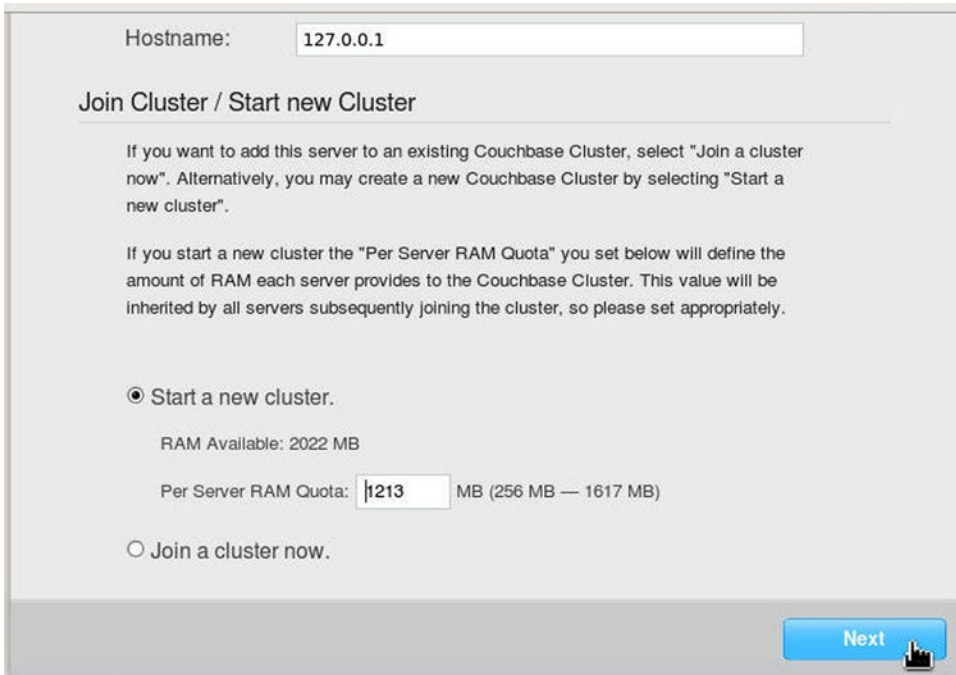 Hostname: 127.0.0.1
Join Cluster / Start new Cluster
If you want to add this server to an existing Couchbase Cluster, select "Join a cluster
now". Alternatively, you may create a new Couchbase Cluster by selecting "Start a
new cluster".
If you start a new cluster the "Per Server RAM Quota" you set below will define the
amount of RAM each server provides to the Couchbase Cluster. This value will be
inherited by all servers subsequently joining the cluster, so please set appropriately.
Start a new cluster.
RAM Available: 2022 MB
Per Server RAM Quota: 1213 MB (256 MB — 1617 MB)
Join a cluster now.
Next